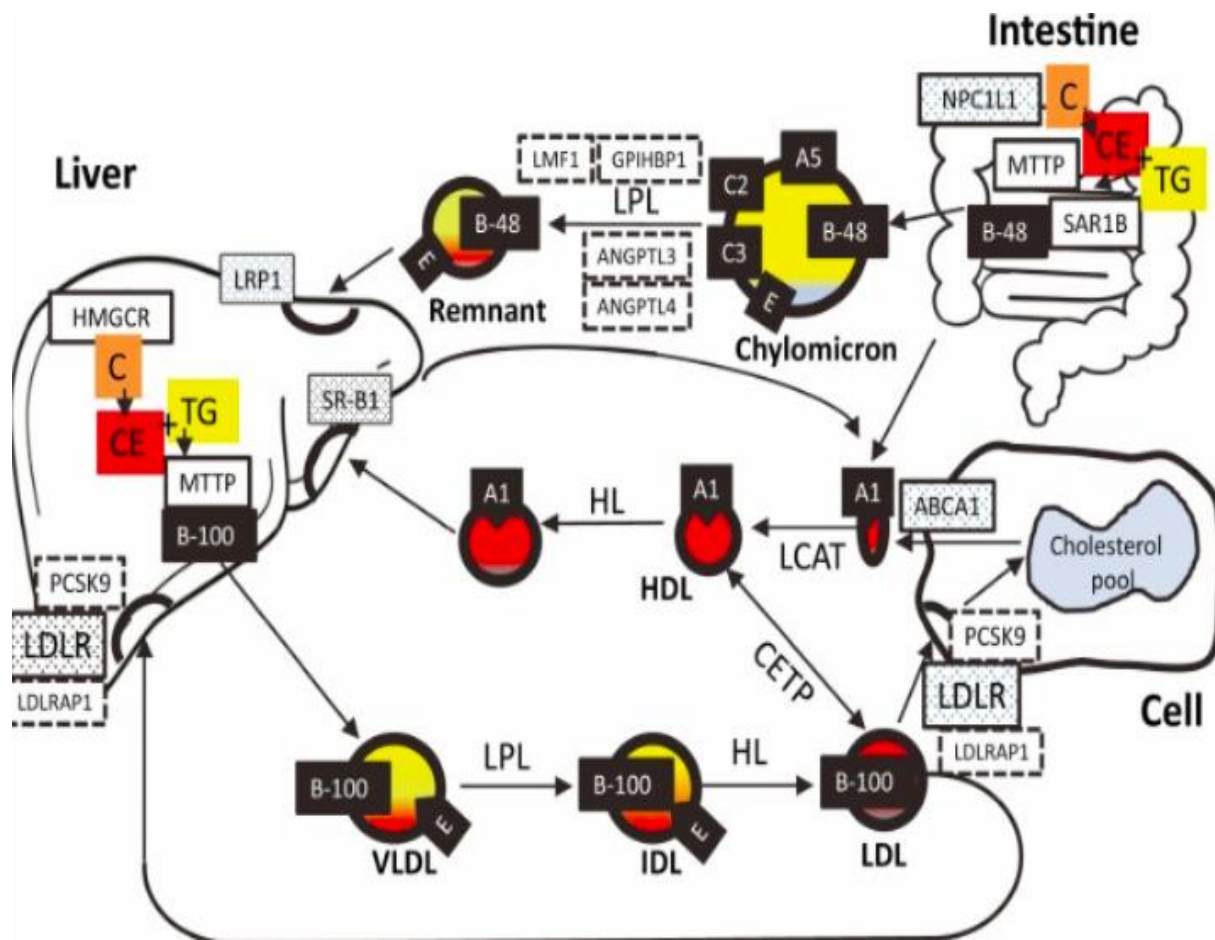 Intestine
NPC1L1
C
CE
+
TG
MTTP
B-48
SAR1B
Liver
LMF1
GPIHBP1
LPL
ANGPTL3
ANGPTL4
A5
C2
C3
B-48
E
Chylomicron
B-48
E
Remnant
LRP1
HMGCR
C
CE
+
TG
MTTP
B-100
SR-B1
PCSK9
LDLR
LDLRAP1
A1
HL
A1
HDL
LCAT
A1
ABCA1
Cholesterol
pool
PCSK9
LDLR
LDLRAP1
Cell
CETP
B-100
E
VLDL
LPL
B-100
E
IDL
HL
B-100
LDL